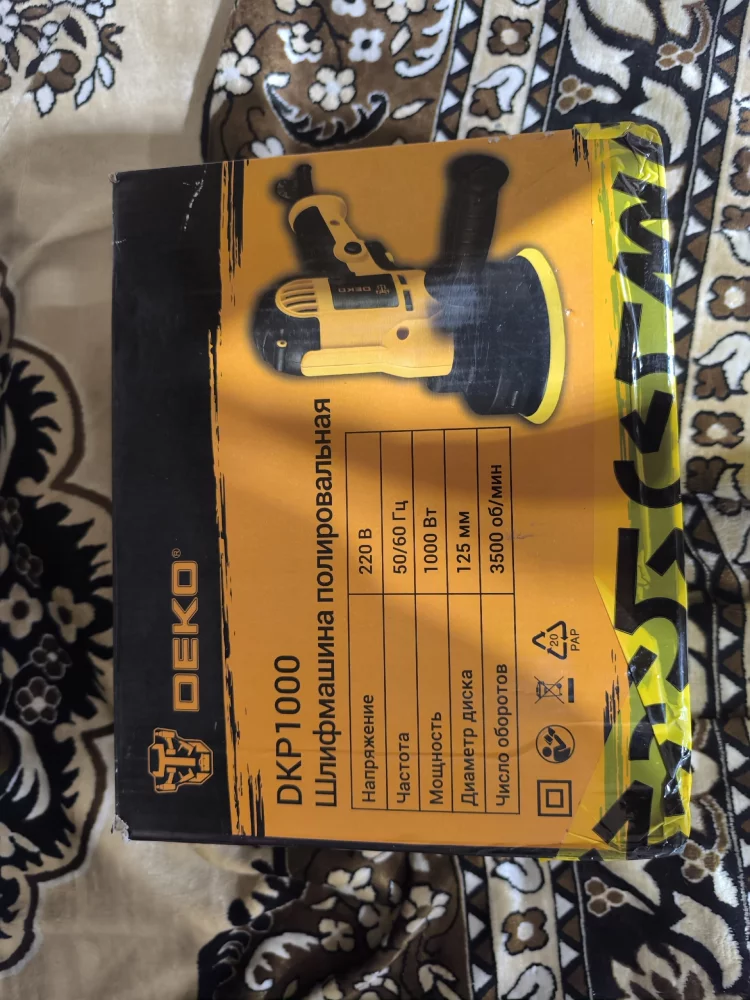 DEKO®
DKP1000
Шлифмашина полировальная
Напряжение 220 В
Частота 50/60 Гц
Мощность 1000 Вт
Диаметр диска 125 мм
Число оборотов 3500 об/мин
20
PAP
DEKO